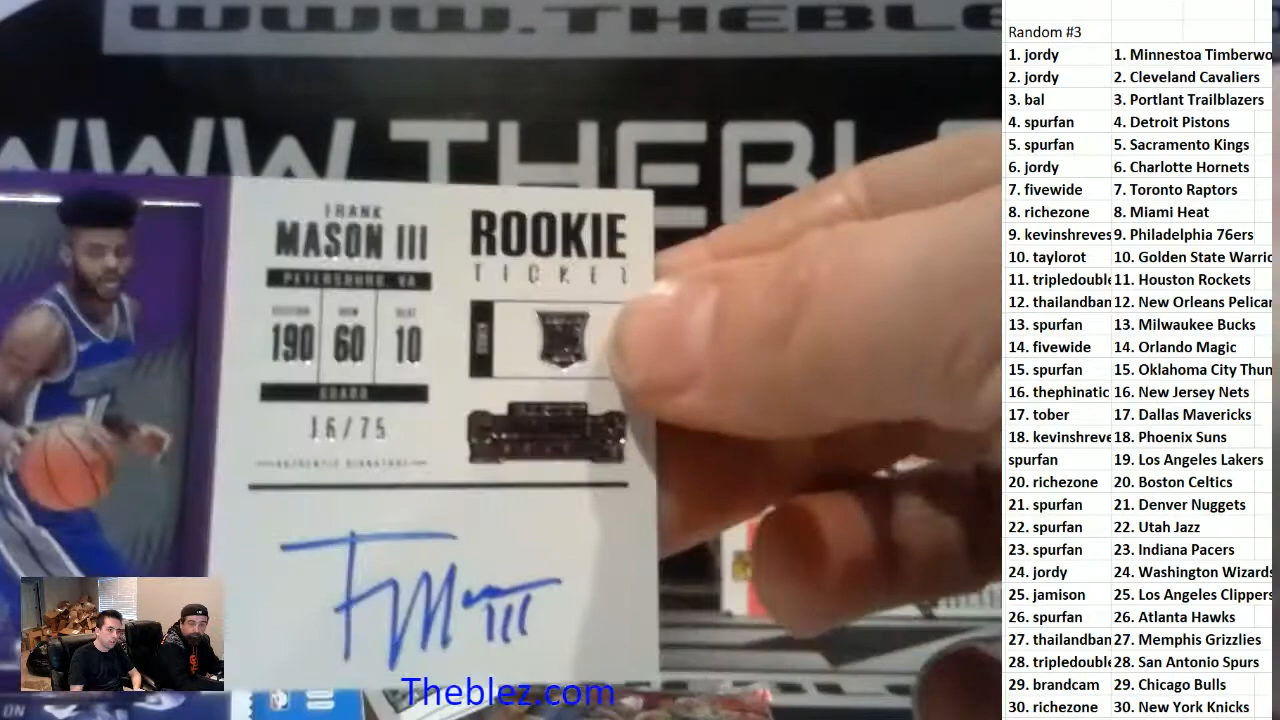 WWW.THEBLE
WWW.THEBLE
FRANK
MASON III
PETERSBURG, VA
ROOKIE
TICKET
190 60 10
GUARD
16/75
AUTHENTIC SIGNATURE
Theblez.com
ON
Random #3
1. jordy 1. Minnestoa Timberwo
2. jordy 2. Cleveland Cavaliers
3. bal 3. Portlant Trailblazers
4. spurfan 4. Detroit Pistons
5. spurfan 5. Sacramento Kings
6. jordy 6. Charlotte Hornets
7. fivewide 7. Toronto Raptors
8. richezone 8. Miami Heat
9. kevinshreves 9. Philadelphia 76ers
10. taylorot 10. Golden State Warric
11. tripledouble 11. Houston Rockets
12. thailandban 12. New Orleans Pelicar
13. spurfan 13. Milwaukee Bucks
14. fivewide 14. Orlando Magic
15. spurfan 15. Oklahoma City Thun
16. thephinatic 16. New Jersey Nets
17. tober 17. Dallas Mavericks
18. kevinshreve 18. Phoenix Suns
spurfan 19. Los Angeles Lakers
20. richezone 20. Boston Celtics
21. spurfan 21. Denver Nuggets
22. spurfan 22. Utah Jazz
23. spurfan 23. Indiana Pacers
24. jordy 24. Washington Wizards
25. jamison 25. Los Angeles Clippers
26. spurfan 26. Atlanta Hawks
27. thailandban 27. Memphis Grizzlies
28. tripledouble 28. San Antonio Spurs
29. brandcam 29. Chicago Bulls
30. richezone 30. New York Knicks